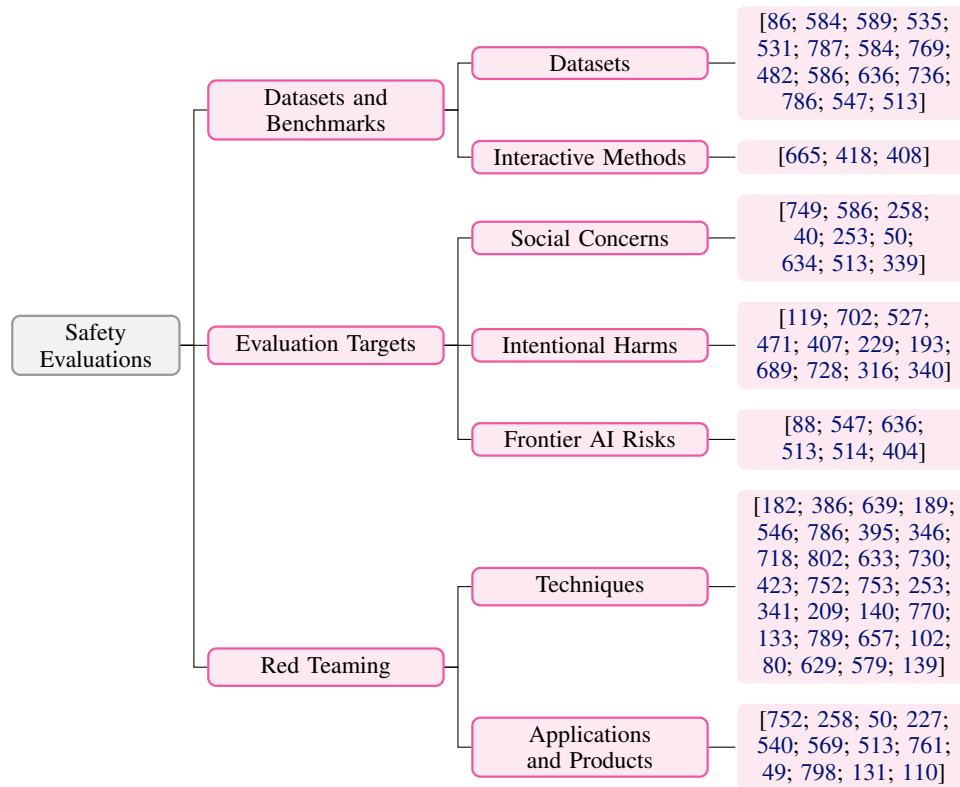 Safety
Evaluations
Datasets and
Benchmarks
Datasets
[86; 584; 589; 535;
531; 787; 584; 769;
482; 586; 636; 736;
786; 547; 513]
Interactive Methods
[665; 418; 408]
Evaluation Targets
Social Concerns
[749; 586; 258;
40; 253; 50;
634; 513; 339]
Intentional Harms
[119; 702; 527;
471; 407; 229; 193;
689; 728; 316; 340]
Frontier AI Risks
[88; 547; 636;
513; 514; 404]
Red Teaming
Techniques
[182; 386; 639; 189;
546; 786; 395; 346;
718; 802; 633; 730;
423; 752; 753; 253;
341; 209; 140; 770;
133; 789; 657; 102;
80; 629; 579; 139]
Applications
and Products
[752; 258; 50; 227;
540; 569; 513; 761;
49; 798; 131; 110]